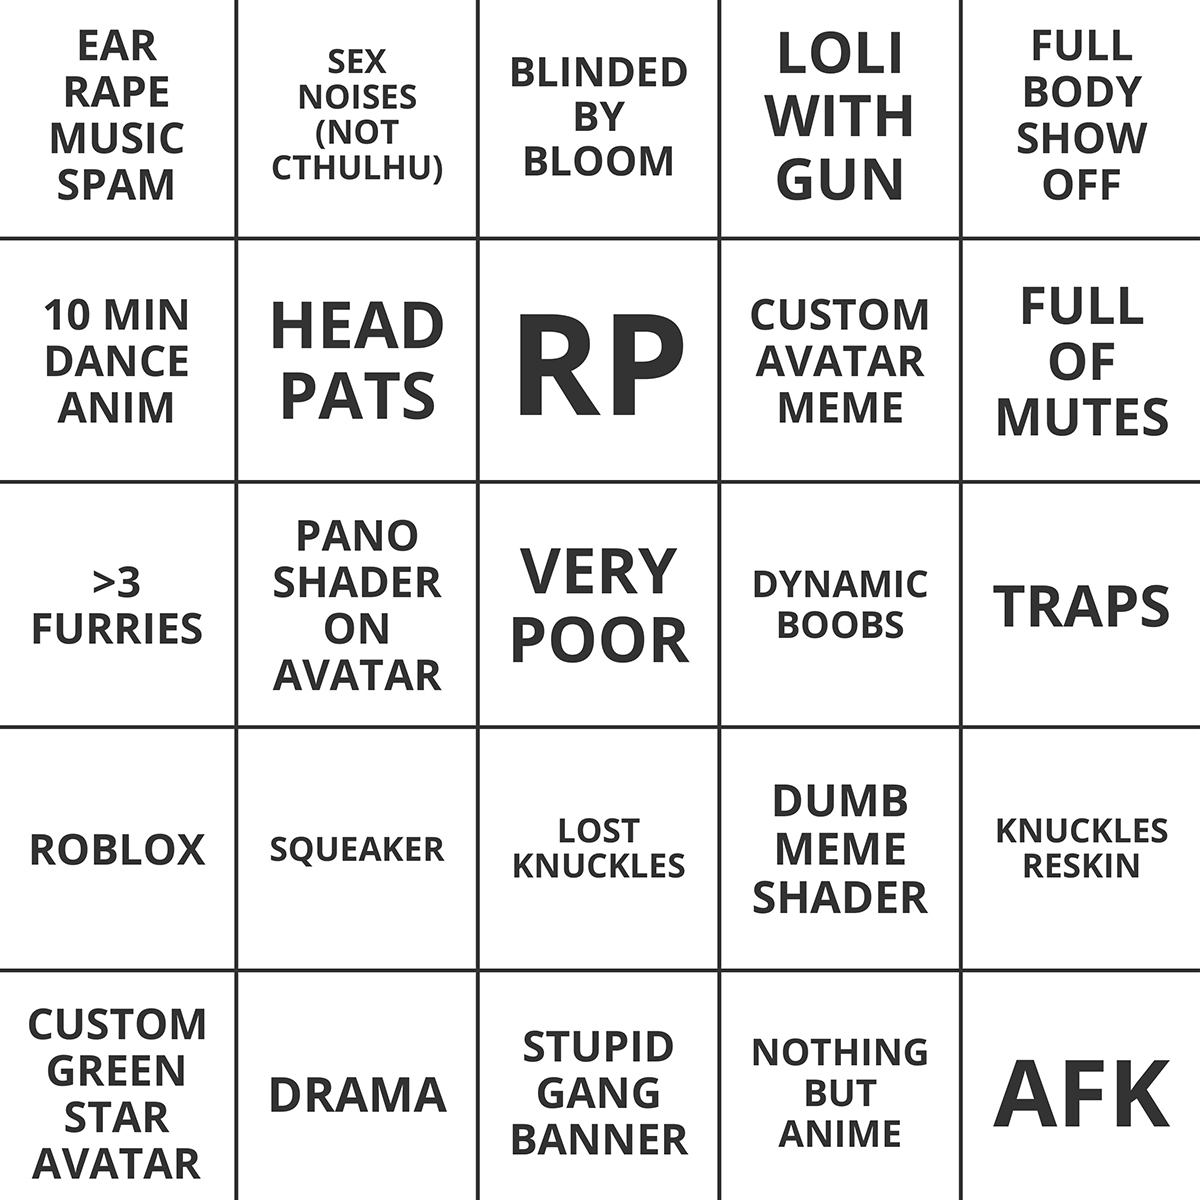 EAR
RAPE
MUSIC
SPAM
SEX
NOISES
(NOT
CTHULHU)
BLINDED
BY
BLOOM
LOLI
WITH
GUN
FULL
BODY
SHOW
OFF
10 MIN
DANCE
ANIM
HEAD
PATS
RP
CUSTOM
AVATAR
MEME
FULL
OF
MUTES
>3
FURRIES
PANO
SHADER
ON
AVATAR
VERY
POOR
DYNAMIC
BOOBS
TRAPS
ROBLOX
SQUEAKER
LOST
KNUCKLES
DUMB
MEME
SHADER
KNUCKLES
RESKIN
CUSTOM
GREEN
STAR
AVATAR
DRAMA
STUPID
GANG
BANNER
NOTHING
BUT
ANIME
AFK